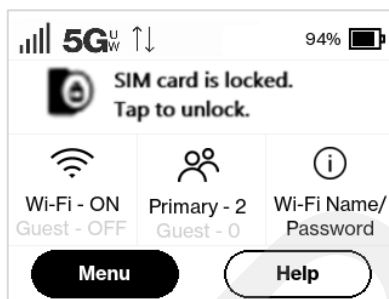 5G UW 94%
SIM card is locked.
Tap to unlock.
Wi-Fi - ON Primary - 2 Wi-Fi Name/
Guest - OFF Guest - 0 Password
Menu Help